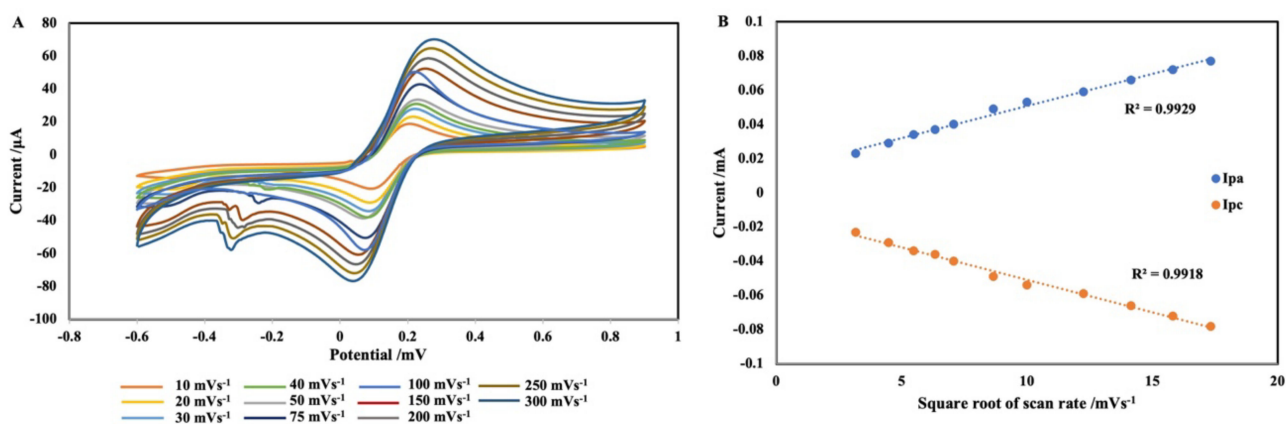 A
80
60
40
20
0
-20
-40
-60
-80
-100
Current /µA
-0.8
-0.6
-0.4
-0.2
0
0.2
0.4
0.6
0.8
1
Potential /mV
10 mVs⁻¹
20 mVs⁻¹
30 mVs⁻¹
40 mVs⁻¹
50 mVs⁻¹
75 mVs⁻¹
100 mVs⁻¹
150 mVs⁻¹
200 mVs⁻¹
250 mVs⁻¹
300 mVs⁻¹
B
0.1
0.08
0.06
0.04
0.02
0
-0.02
-0.04
-0.06
-0.08
-0.1
Current /mA
R² = 0.9929
Ipa
Ipc
R² = 0.9918
0
5
10
15
20
Square root of scan rate /mVs⁻¹